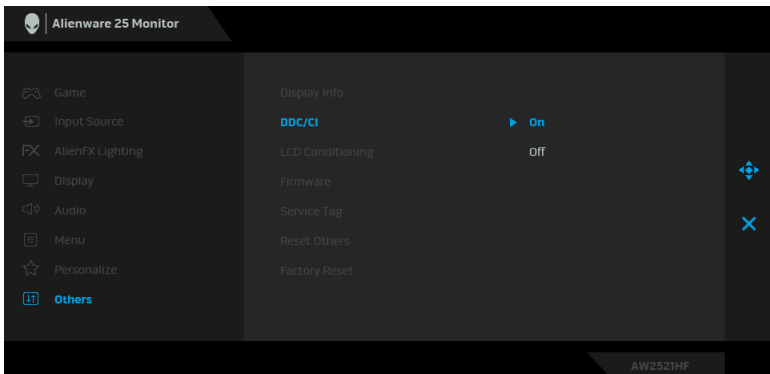 Alienware 25 Monitor
Game
Input Source
FX AlienFX Lighting
Display
Audio
Menu
Personalize
Others
Display Info
DDC/CI On
LCD Conditioning Off
Firmware
Service Tag
Reset Others
Factory Reset
AW2521HF